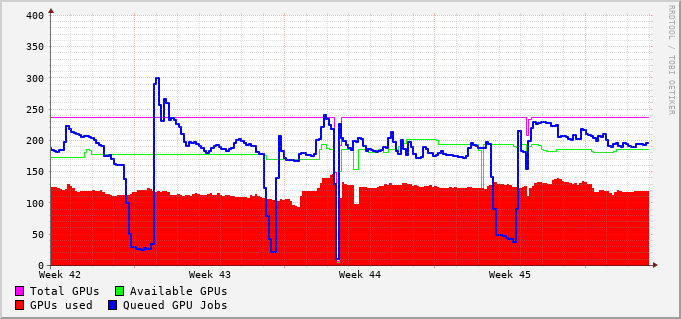 400
350
300
250
200
150
100
50
0
Week 42 Week 43 Week 44 Week 45
Total GPUs Available GPUs
GPUs used Queued GPU Jobs
RRDTOOL / TOBI OETIKER